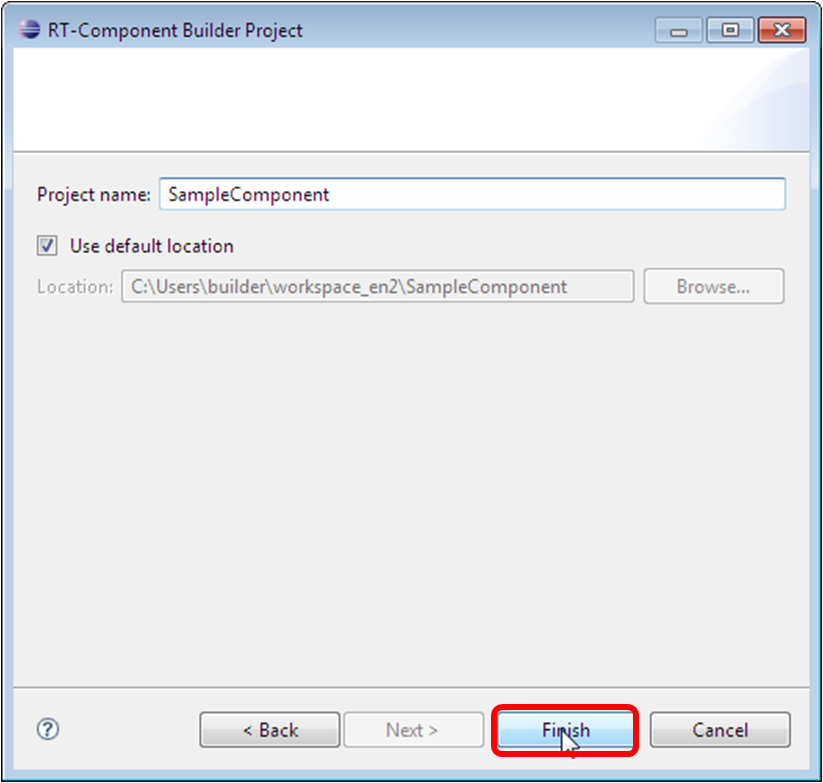 RT-Component Builder Project
Project name: SampleComponent
Use default location
Location: C:\Users\builder\workspace_en2\SampleComponent Browse...
? < Back Next > Finish Cancel